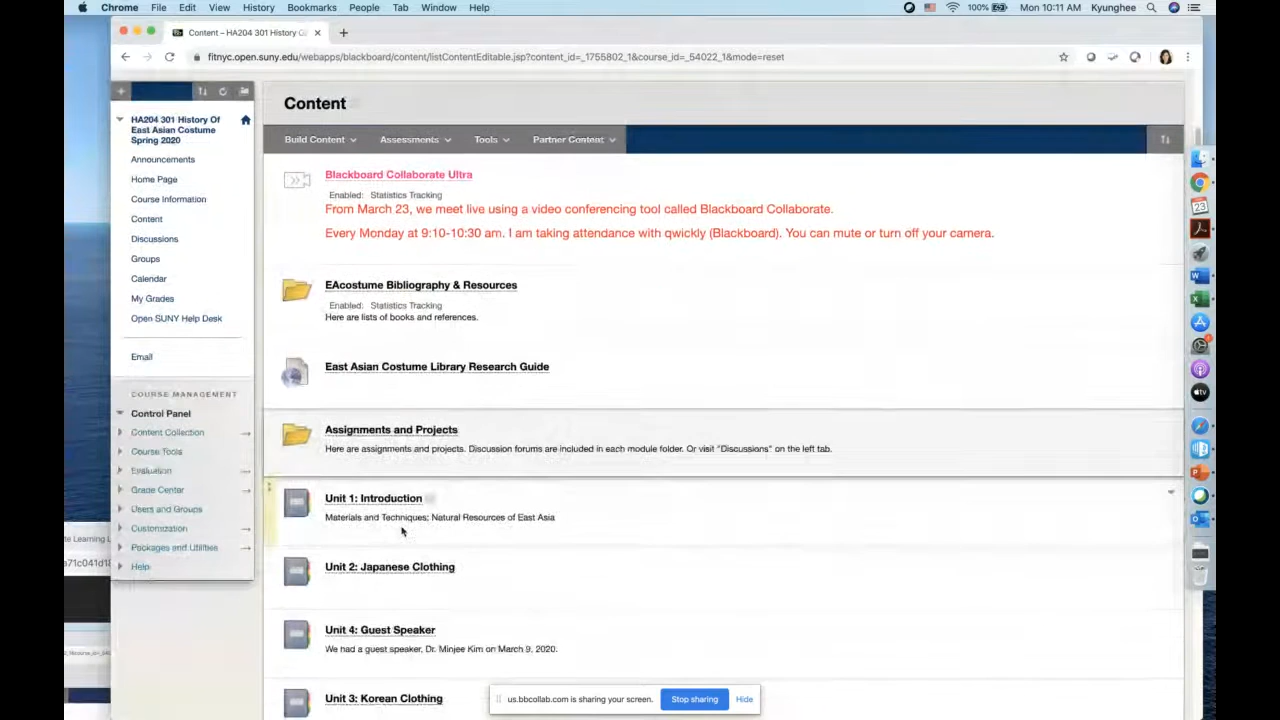 Chrome File Edit View History Bookmarks People Tab Window Help
100% Mon 10:11 AM Kyunghee
Content – HA204 301 History O
fitnyc.open.suny.edu/webapps/blackboard/content/listContentEditable.jsp?content_id=_1755802_1&course_id=_54022_1&mode=reset
HA204 301 History Of
East Asian Costume
Spring 2020
Announcements
Home Page
Course Information
Content
Discussions
Groups
Calendar
My Grades
Open SUNY Help Desk
Email
COURSE MANAGEMENT
Control Panel
Content Collection
Course Tools
Evaluation
Grade Center
Users and Groups
Customization
Packages and Utilities
Help
Content
Build Content Assessments Tools Partner Content
Blackboard Collaborate Ultra
Enabled: Statistics Tracking
From March 23, we meet live using a video conferencing tool called Blackboard Collaborate.
Every Monday at 9:10-10:30 am. I am taking attendance with qwickly (Blackboard). You can mute or turn off your camera.
EAcostume Bibliography & Resources
Enabled: Statistics Tracking
Here are lists of books and references.
East Asian Costume Library Research Guide
Assignments and Projects
Here are assignments and projects. Discussion forums are included in each module folder. Or visit "Discussions" on the left tab.
Unit 1: Introduction
Materials and Techniques; Natural Resources of East Asia
Unit 2: Japanese Clothing
Unit 4: Guest Speaker
We had a guest speaker, Dr. Minjee Kim on March 9, 2020.
3: Korean Clothing
.bbcollab.com is sharing your screen. Stop sharing Hide
te Learning L
a71c041d18
23
tv